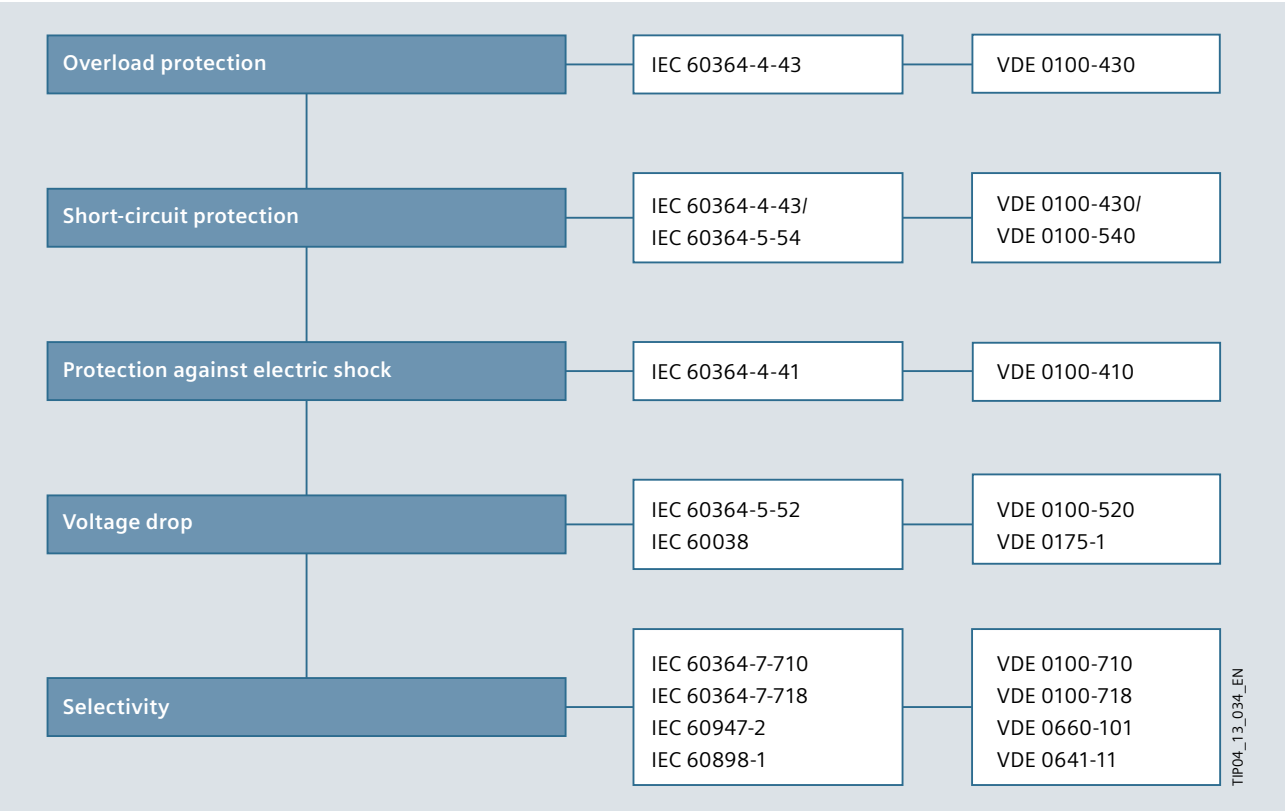 Overload protection
IEC 60364-4-43
VDE 0100-430
Short-circuit protection
IEC 60364-4-43/
IEC 60364-5-54
VDE 0100-430/
VDE 0100-540
Protection against electric shock
IEC 60364-4-41
VDE 0100-410
Voltage drop
IEC 60364-5-52
IEC 60038
VDE 0100-520
VDE 0175-1
Selectivity
IEC 60364-7-710
IEC 60364-7-718
IEC 60947-2
IEC 60898-1
VDE 0100-710
VDE 0100-718
VDE 0660-101
VDE 0641-11
TIP04_13_034_EN